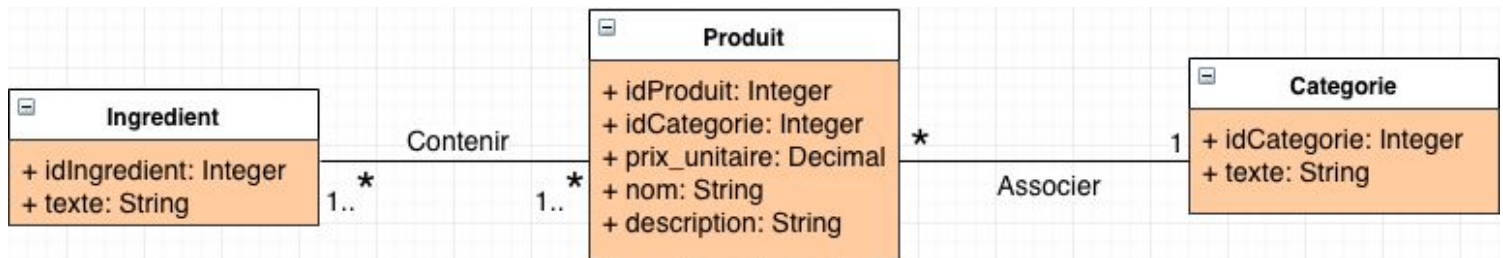 Ingredient
+ idIngredient: Integer
+ texte: String
Contenir
1..*
1..*
Produit
+ idProduit: Integer
+ idCategorie: Integer
+ prix_unitaire: Decimal
+ nom: String
+ description: String
*
1
Associer
Categorie
+ idCategorie: Integer
+ texte: String